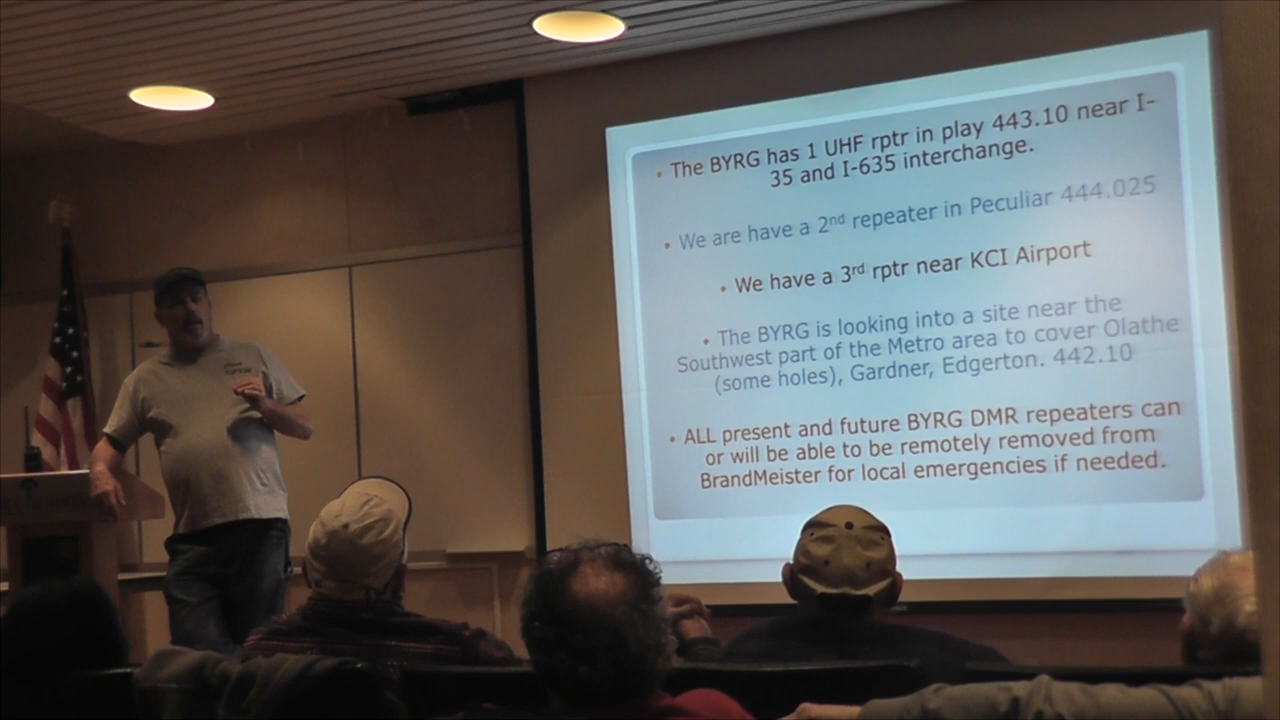 • The BYRG has 1 UHF rptr in play 443.10 near I-
35 and I-635 interchange.
• We are have a 2nd repeater in Peculiar 444.025
• We have a 3rd rptr near KCI Airport
• The BYRG is looking into a site near the
Southwest part of the Metro area to cover Olathe
(some holes), Gardner, Edgerton. 442.10
• ALL present and future BYRG DMR repeaters can
or will be able to be remotely removed from
BrandMeister for local emergencies if needed.